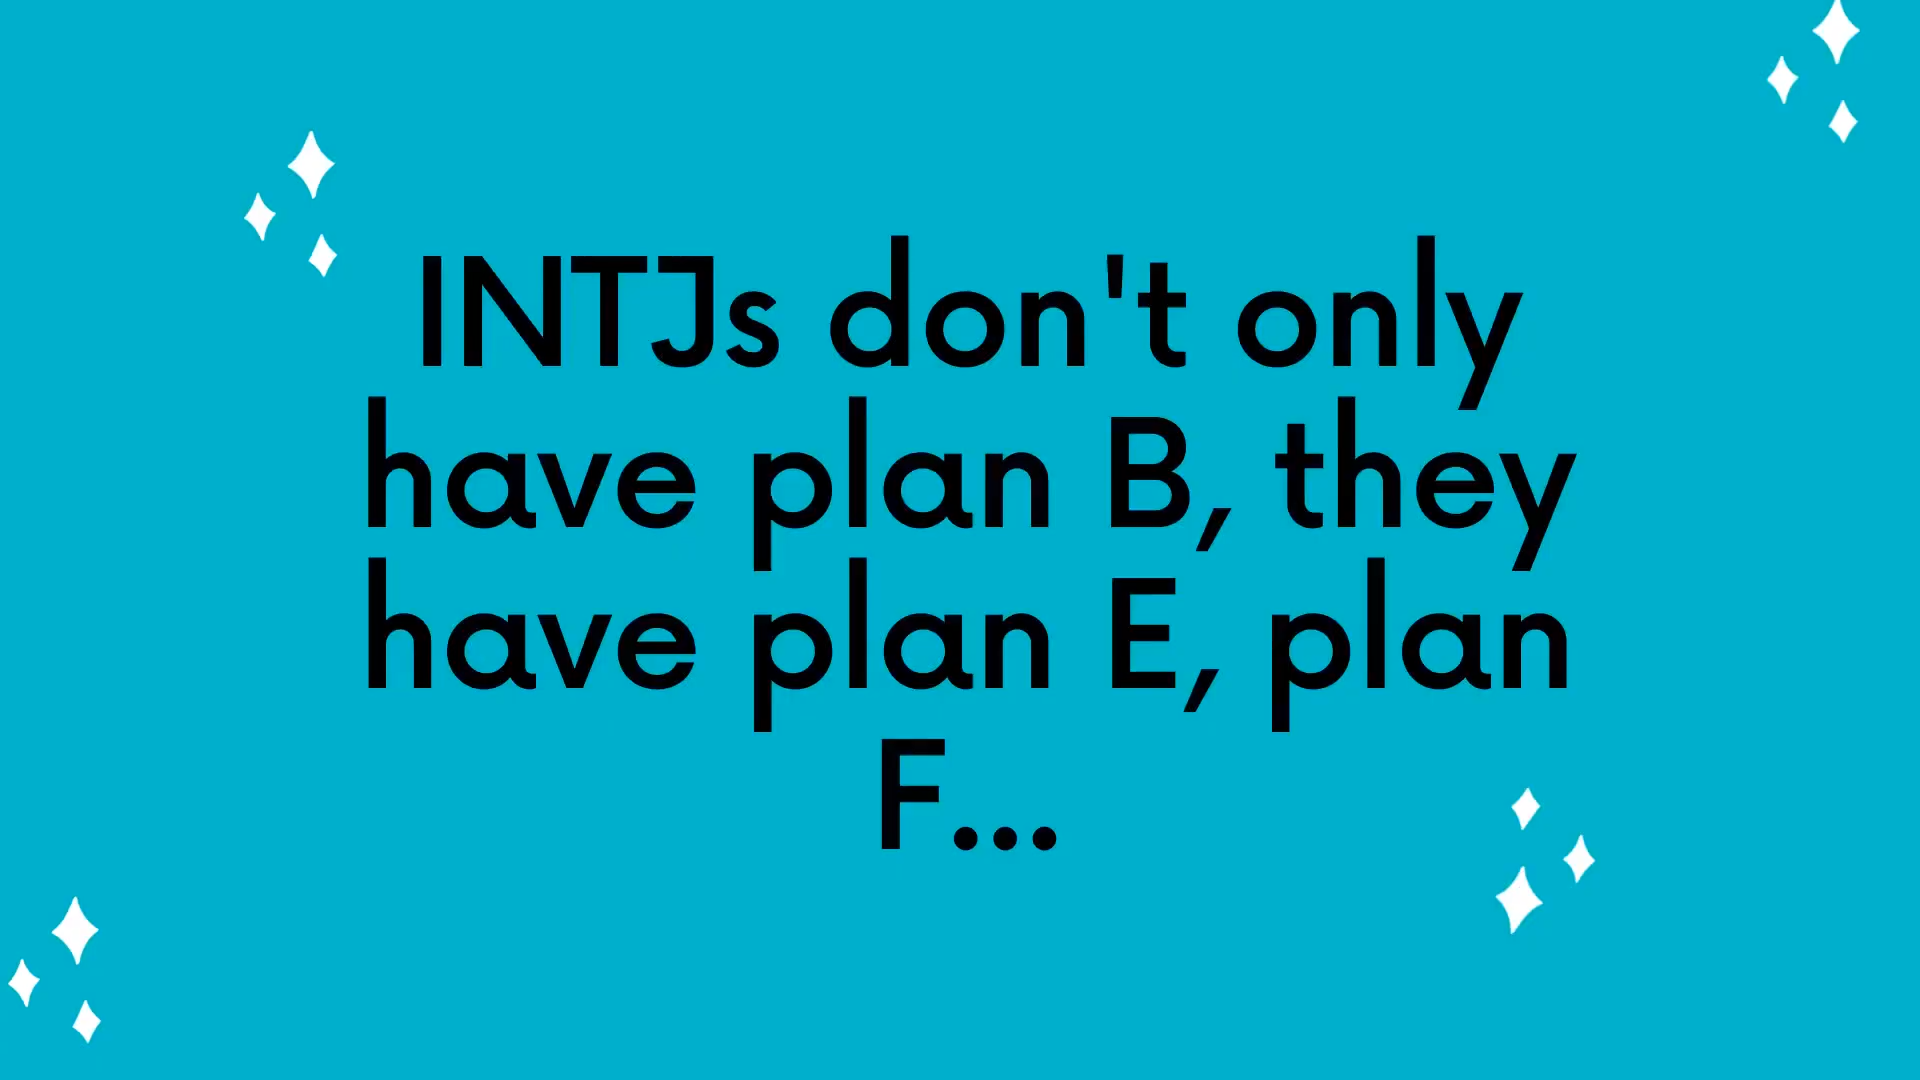 INTJs don't only
have plan B, they
have plan E, plan
F...